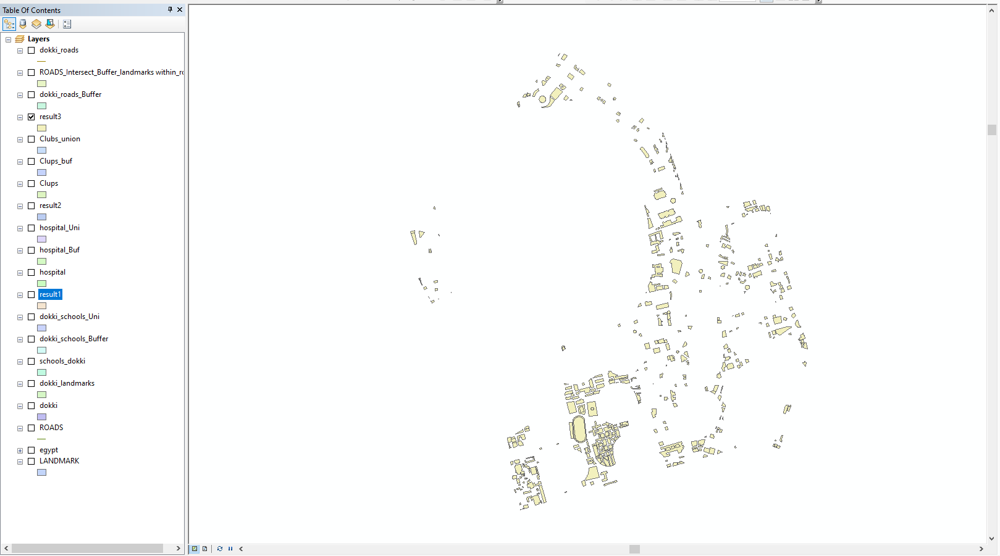 Table Of Contents
Layers
dokki_roads
ROADS_Intersect_Buffer_landmarks within_ro
dokki_roads_Buffer
result3
Clubs_union
Clups_buf
Clups
result2
hospital_Uni
hospital_Buf
hospital
result1
dokki_schools_Uni
dokki_schools_Buffer
schools_dokki
dokki_landmarks
dokki
ROADS
egypt
LANDMARK